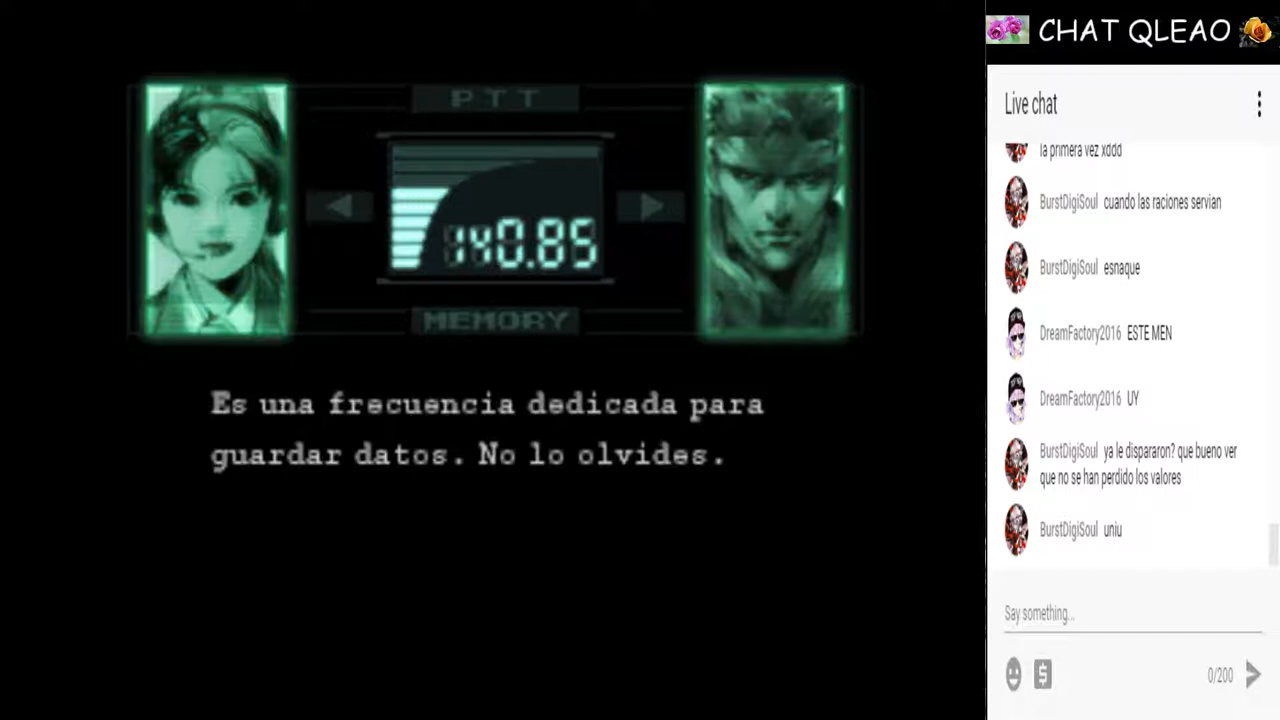 PTT
140.85
MEMORY
Es una frecuencia dedicada para
guardar datos. No lo olvides.
CHAT QLEAO
Live chat
la primera vez xddd
BurstDigiSoul cuando las raciones servian
BurstDigiSoul esnaque
DreamFactory2016 ESTE MEN
DreamFactory2016 UY
BurstDigiSoul ya le dispararon? que bueno ver
que no se han perdido los valores
BurstDigiSoul uniu
Say something...
0/200